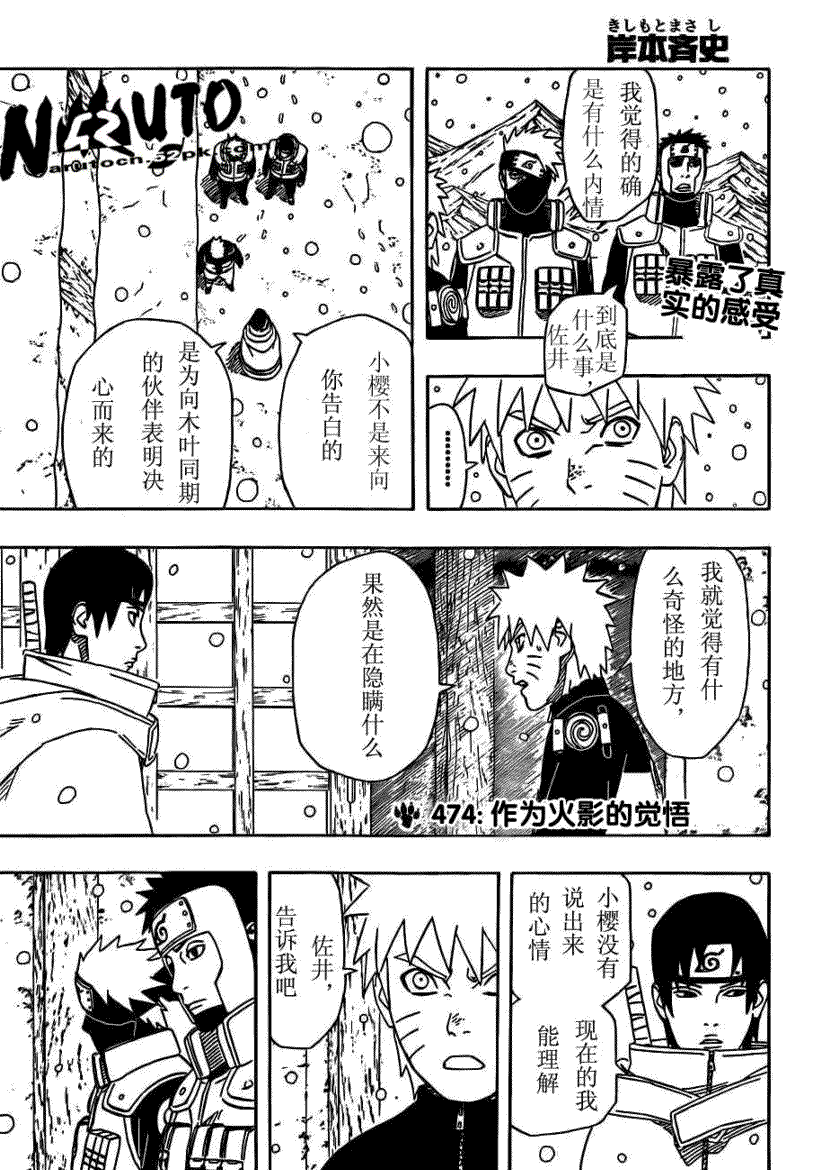 きしもとまさし
岸本斉史
我觉得的确
是有什么内情
暴露了真
实的感受
到底是
什么事，
佐井
NARUTO
narutocn.52pk.com
小樱不是来向
你告白的
是为向木叶同期
的伙伴表明决
心而来的
………
我就觉得有什
么奇怪的地方，
果然是在隐瞒什么
474: 作为火影的觉悟
小樱没有
说出来
的心情
现在的我
能理解
佐井，
告诉我吧